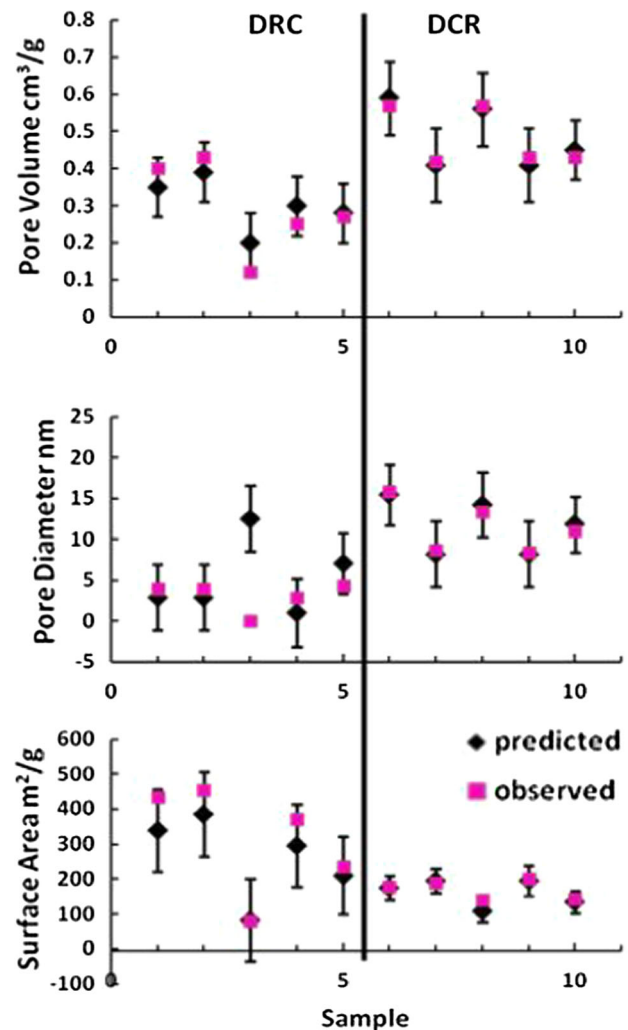 DRC DCR
Pore Volume cm³/g
0.8
0.7
0.6
0.5
0.4
0.3
0.2
0.1
0
0 5 10
Pore Diameter nm
25
20
15
10
5
0
-5
0 5 10
Surface Area m²/g
600
500
400
300
200
100
0
-100
predicted
observed
0 5 10
Sample